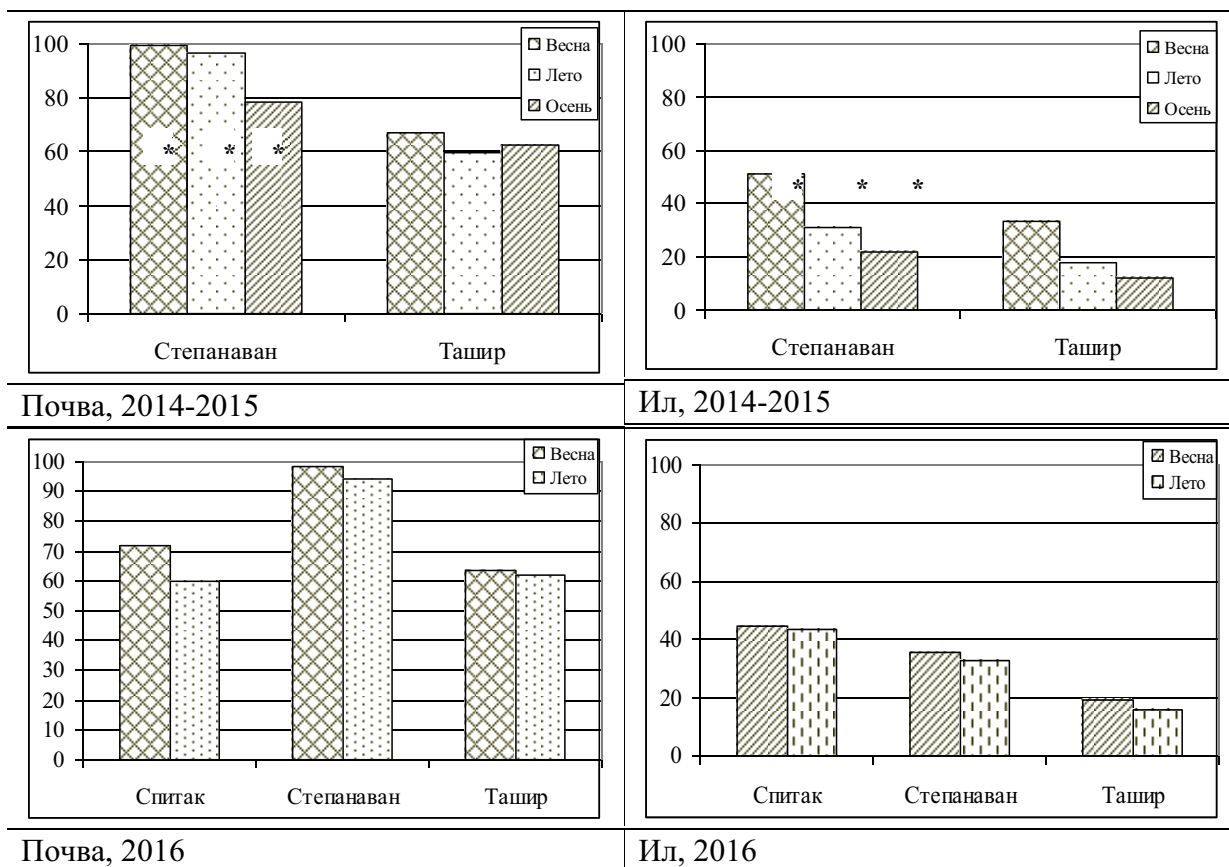 100
80
60
40
20
0
Весна
Лето
Осень
* * *
Степанаван Ташир
Почва, 2014-2015
100
80
60
40
20
0
Весна
Лето
Осень
* * *
Степанаван Ташир
Ил, 2014-2015
100
90
80
70
60
50
40
30
20
10
0
Весна
Лето
Спитак Степанаван Ташир
Почва, 2016
100
80
60
40
20
0
Весна
Лето
Спитак Степанаван Ташир
Ил, 2016